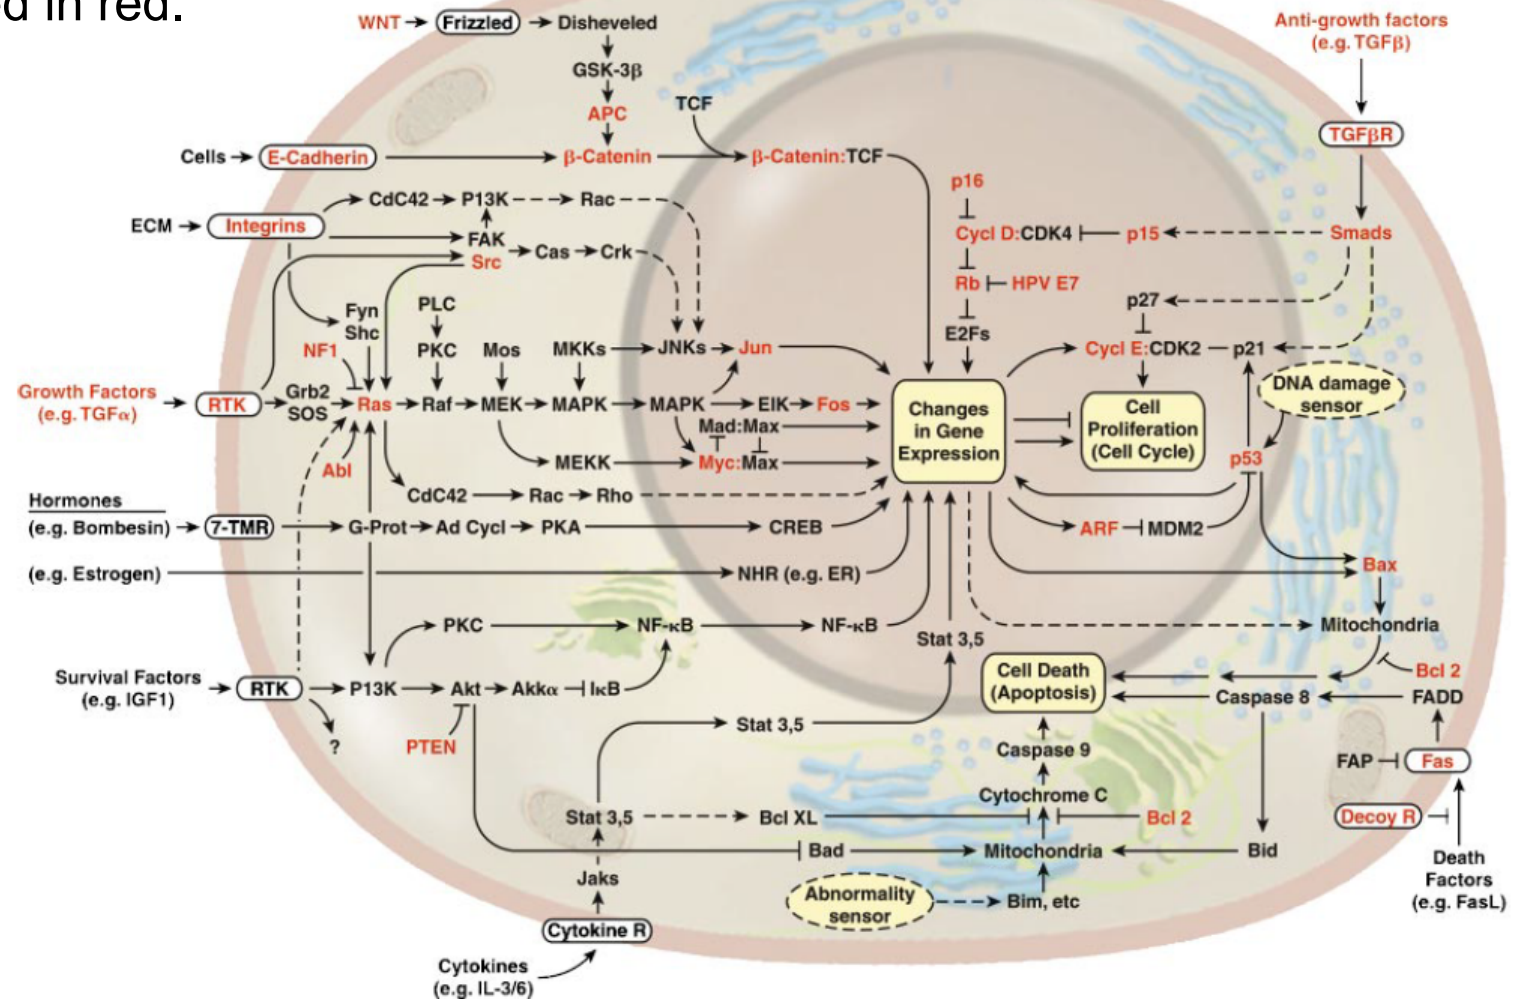 ed in red.
WNT Frizzled Disheveled
GSK-3β
APC
TCF
Cells E-Cadherin β-Catenin β-Catenin:TCF
Anti-growth factors
(e.g. TGFβ)
TGFβR
CdC42 P13K Rac
ECM Integrins
FAK
Src
Cas Crk
p16
Cycl D:CDK4 p15 Smads
Rb HPV E7
E2Fs
p27
Cycl E:CDK2 p21
Fyn
Shc
PLC
NF1
PKC Mos MKKs JNKs Jun
Growth Factors
(e.g. TGFα)
RTK
Grb2
SOS
Ras Raf MEK MAPK MAPK ElK Fos
Mad:Max
MEKK Myc:Max
Abl
CdC42 Rac Rho
Changes
in Gene
Expression
Cell
Proliferation
(Cell Cycle)
DNA damage
sensor
p53
Hormones
(e.g. Bombesin) 7-TMR G-Prot Ad Cycl PKA CREB
ARF MDM2
(e.g. Estrogen) NHR (e.g. ER)
Bax
PKC NF-κB NF-κB
Stat 3,5
Mitochondria
Survival Factors
(e.g. IGF1)
RTK P13K Akt Akkα IκB
?
PTEN
Stat 3,5
Cell Death
(Apoptosis)
Bcl 2
Caspase 8 FADD
Caspase 9
FAP Fas
Cytochrome C
Stat 3,5 Bcl XL Bcl 2
Decoy R
Bad Mitochondria Bid
Death
Factors
(e.g. FasL)
Jaks
Abnormality
sensor
Bim, etc
Cytokine R
Cytokines
(e.g. IL-3/6)